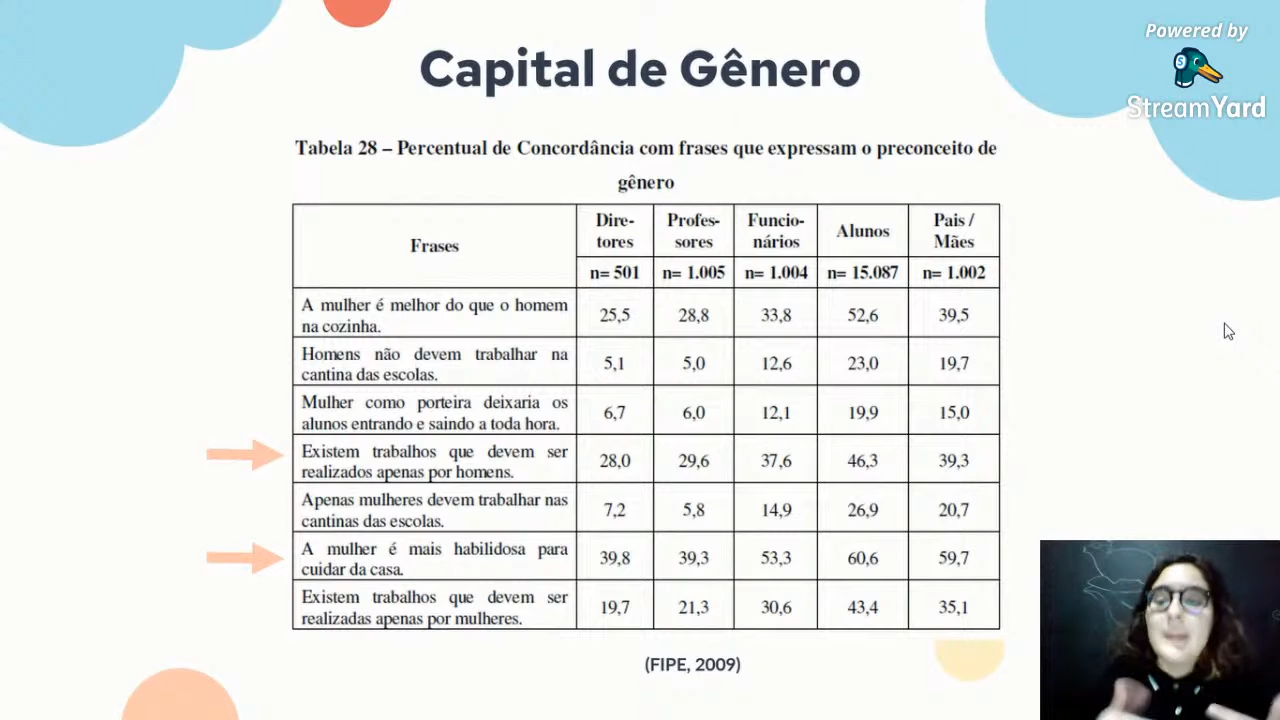 Powered by
StreamYard
Capital de Gênero
Tabela 28 – Percentual de Concordância com frases que expressam o preconceito de
gênero
Frases
Dire-
tores
Profes-
sores
Funcio-
nários
Alunos
Pais /
Mães
n= 501
n= 1.005
n= 1.004
n= 15.087
n= 1.002
A mulher é melhor do que o homem
na cozinha.
25,5
28,8
33,8
52,6
39,5
Homens não devem trabalhar na
cantina das escolas.
5,1
5,0
12,6
23,0
19,7
Mulher como porteira deixaria os
alunos entrando e saindo a toda hora.
6,7
6,0
12,1
19,9
15,0
Existem trabalhos que devem ser
realizados apenas por homens.
28,0
29,6
37,6
46,3
39,3
Apenas mulheres devem trabalhar nas
cantinas das escolas.
7,2
5,8
14,9
26,9
20,7
A mulher é mais habilidosa para
cuidar da casa.
39,8
39,3
53,3
60,6
59,7
Existem trabalhos que devem ser
realizadas apenas por mulheres.
19,7
21,3
30,6
43,4
35,1
(FIPE, 2009)